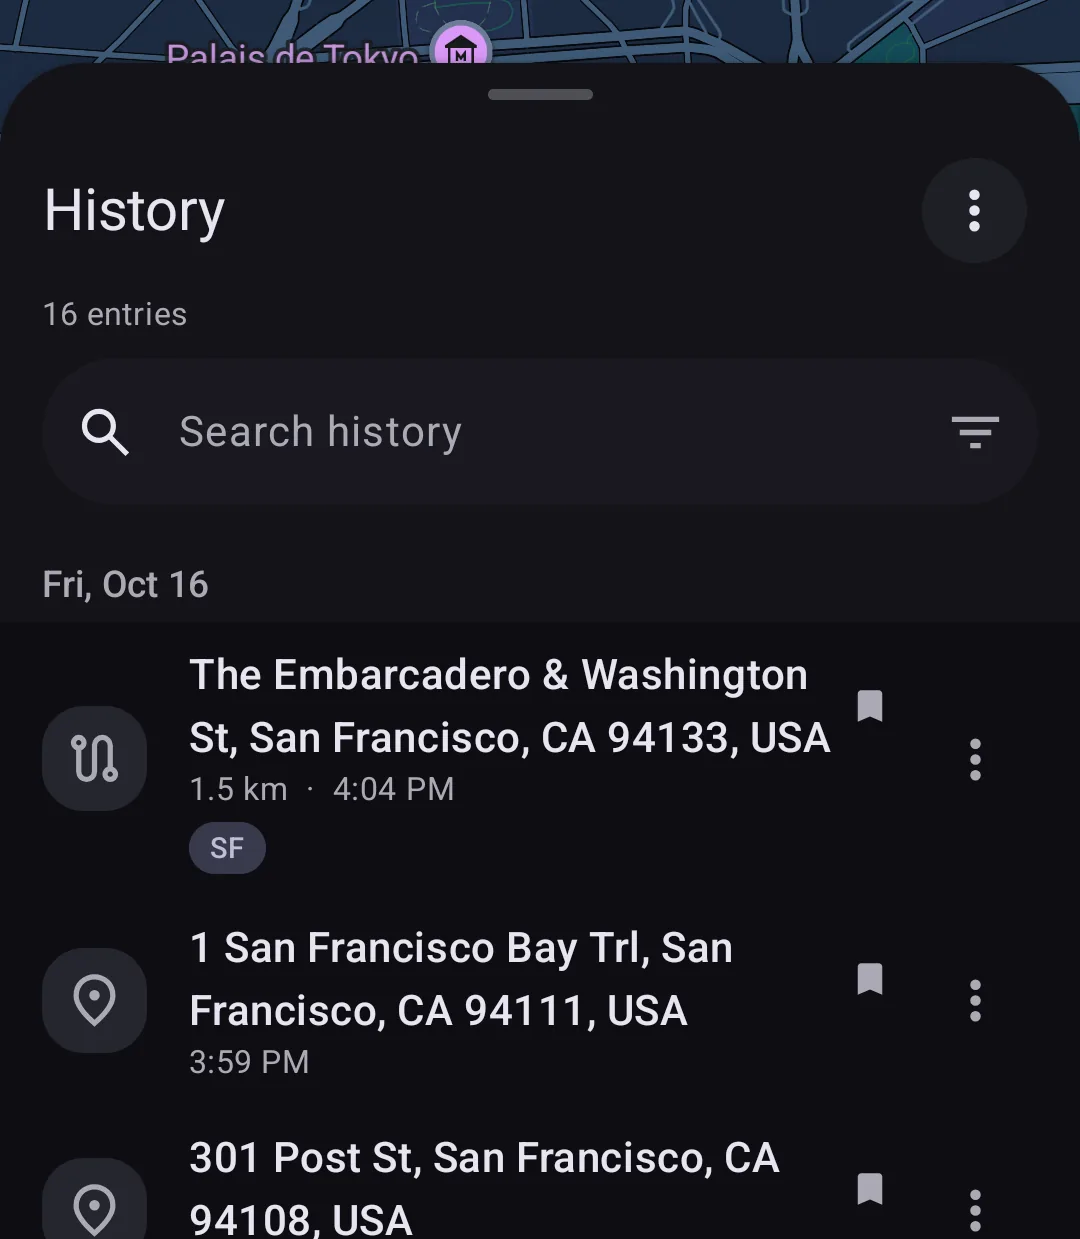 Palais de Tokyo
History
16 entries
Search history
Fri, Oct 16
The Embarcadero & Washington
St, San Francisco, CA 94133, USA
1.5 km · 4:04 PM
SF
1 San Francisco Bay Trl, San
Francisco, CA 94111, USA
3:59 PM
301 Post St, San Francisco, CA
94108, USA